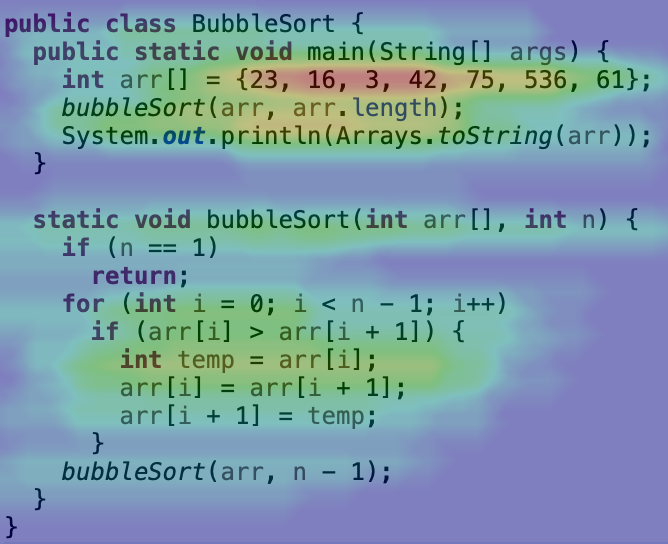 public class BubbleSort {
  public static void main(String[] args) {
    int arr[] = {23, 16, 3, 42, 75, 536, 61};
    bubbleSort(arr, arr.length);
    System.out.println(Arrays.toString(arr));
  }

  static void bubbleSort(int arr[], int n) {
    if (n == 1)
      return;
    for (int i = 0; i < n - 1; i++)
      if (arr[i] > arr[i + 1]) {
        int temp = arr[i];
        arr[i] = arr[i + 1];
        arr[i + 1] = temp;
      }
    bubbleSort(arr, n - 1);
  }
}